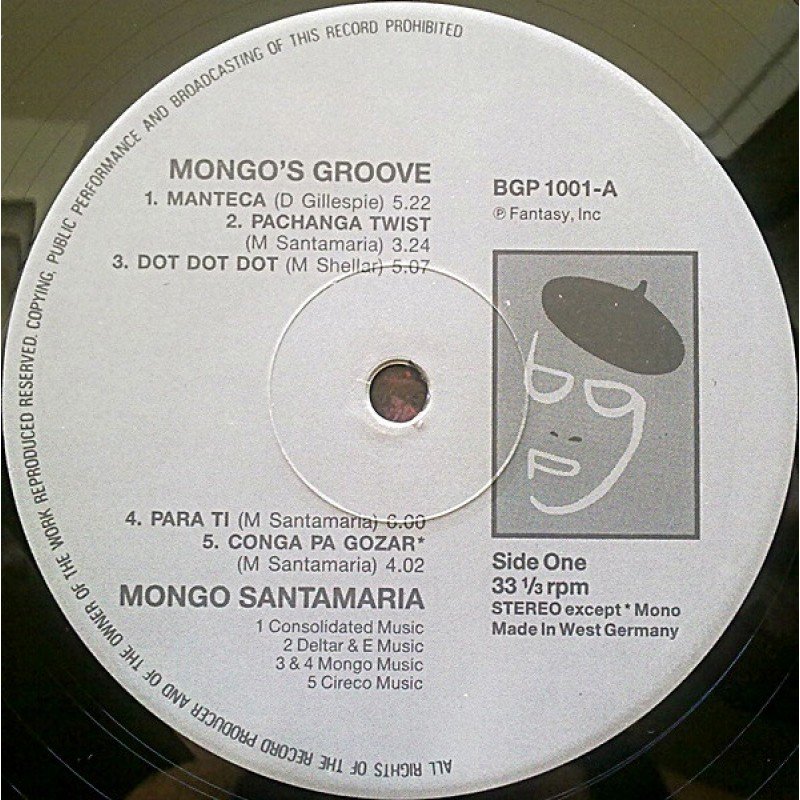 ALL RIGHTS OF THE RECORD PRODUCER AND OF THE OWNER OF THE WORK REPRODUCED RESERVED. COPYING, PUBLIC PERFORMANCE AND BROADCASTING OF THIS RECORD PROHIBITED
MONGO'S GROOVE
1. MANTECA (D Gillespie) 5.22
2. PACHANGA TWIST
(M Santamaria) 3.24
3. DOT DOT DOT (M Shellar) 5.07
4. PARA TI (M Santamaria) 6.00
5. CONGA PA GOZAR*
(M Santamaria) 4.02
MONGO SANTAMARIA
1 Consolidated Music
2 Deltar & E Music
3 & 4 Mongo Music
5 Cireco Music
BGP 1001-A
℗ Fantasy, Inc
bgp
Side One
33 ⅓ rpm
STEREO except * Mono
Made In West Germany